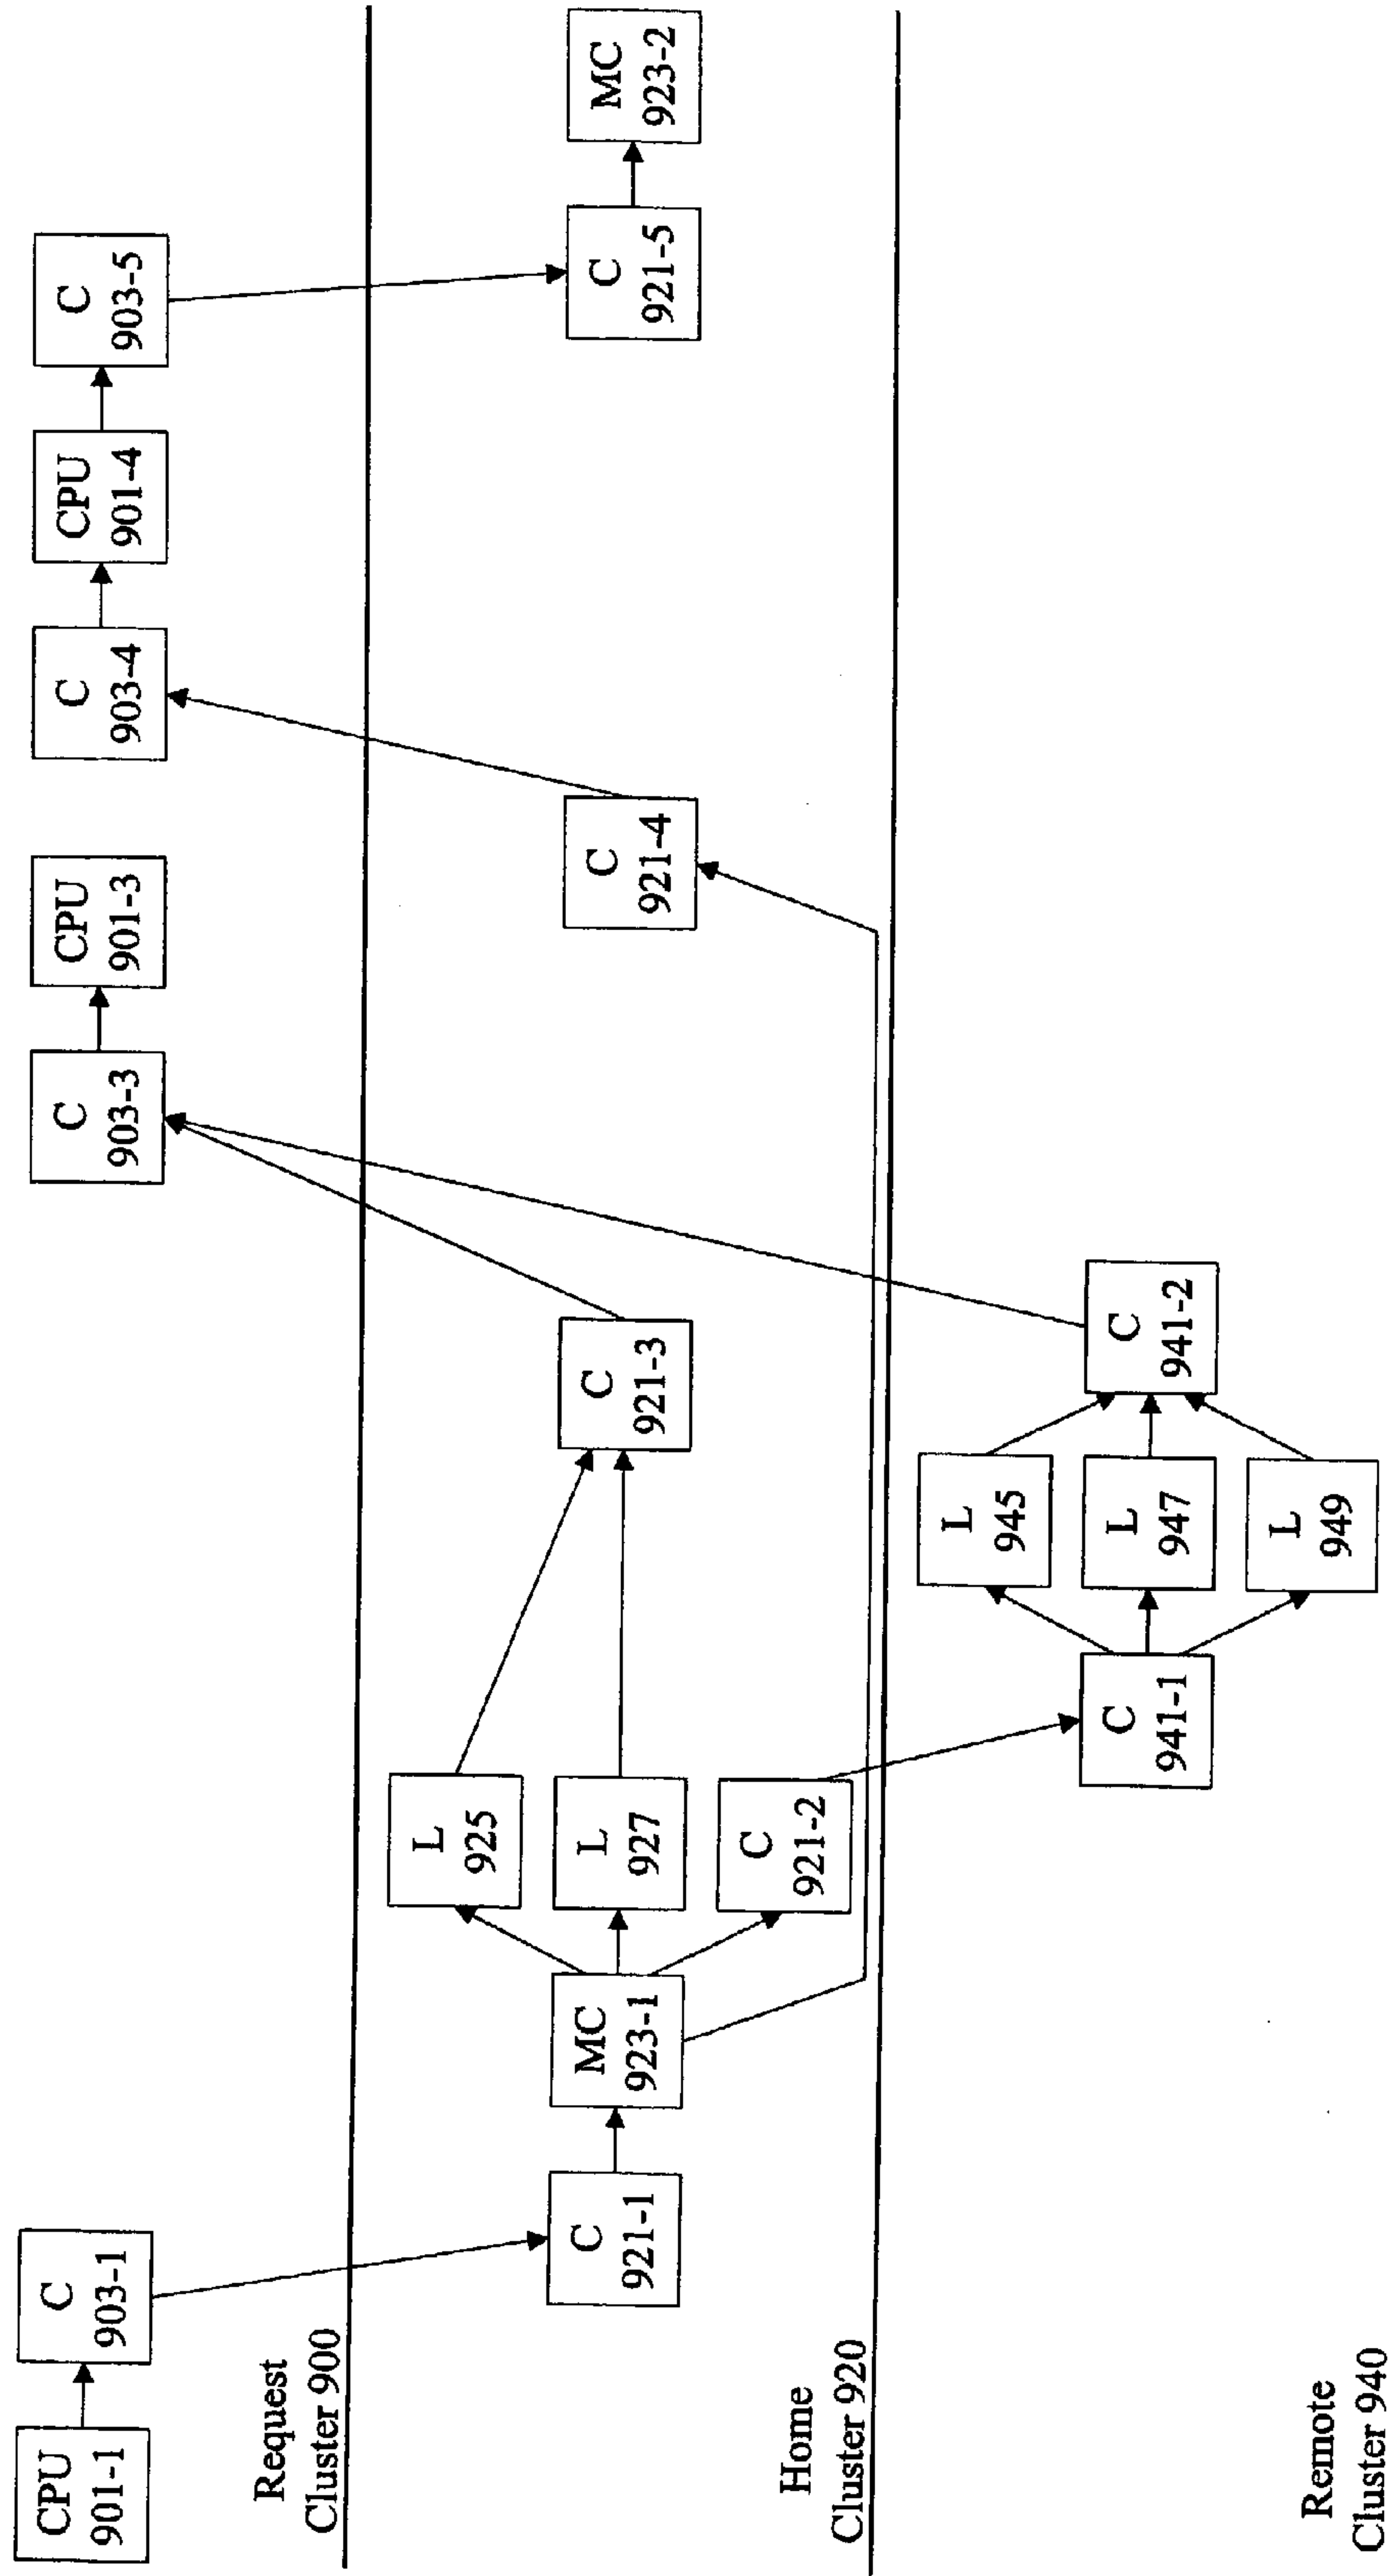 CPU
901-1
C
903-1
C
903-3
CPU
901-3
C
903-4
CPU
901-4
C
903-5
Request
Cluster 900
C
921-1
MC
923-1
L
925
L
927
C
921-2
C
921-3
C
921-4
C
921-5
MC
923-2
Home
Cluster 920
C
941-1
L
945
L
947
L
949
C
941-2
Remote
Cluster 940